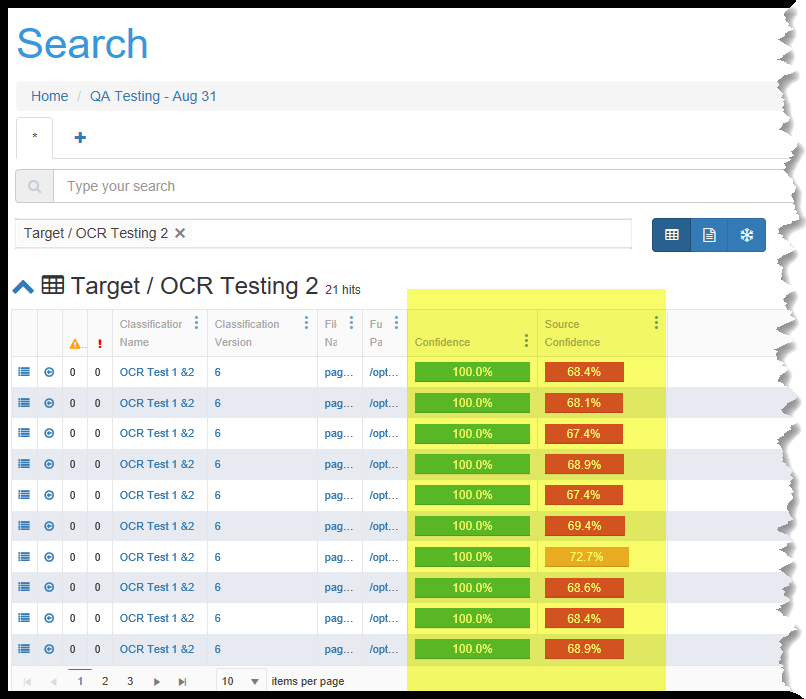 Search
Home / QA Testing - Aug 31
* +
Type your search
Target / OCR Testing 2 ✕
Target / OCR Testing 2 21 hits
.. ! Classification Name Classification Version Fil Na Fu Pa Confidence Source Confidence
0 0 OCR Test 1 &2 6 pag... /opt... 100.0% 68.4%
0 0 OCR Test 1 &2 6 pag... /opt... 100.0% 68.1%
0 0 OCR Test 1 &2 6 pag... /opt... 100.0% 67.4%
0 0 OCR Test 1 &2 6 pag... /opt... 100.0% 68.9%
0 0 OCR Test 1 &2 6 pag... /opt... 100.0% 67.4%
0 0 OCR Test 1 &2 6 pag... /opt... 100.0% 69.4%
0 0 OCR Test 1 &2 6 pag... /opt... 100.0% 72.7%
0 0 OCR Test 1 &2 6 pag... /opt... 100.0% 68.6%
0 0 OCR Test 1 &2 6 pag... /opt... 100.0% 68.4%
0 0 OCR Test 1 &2 6 pag... /opt... 100.0% 68.9%
1 2 3 10 items per page